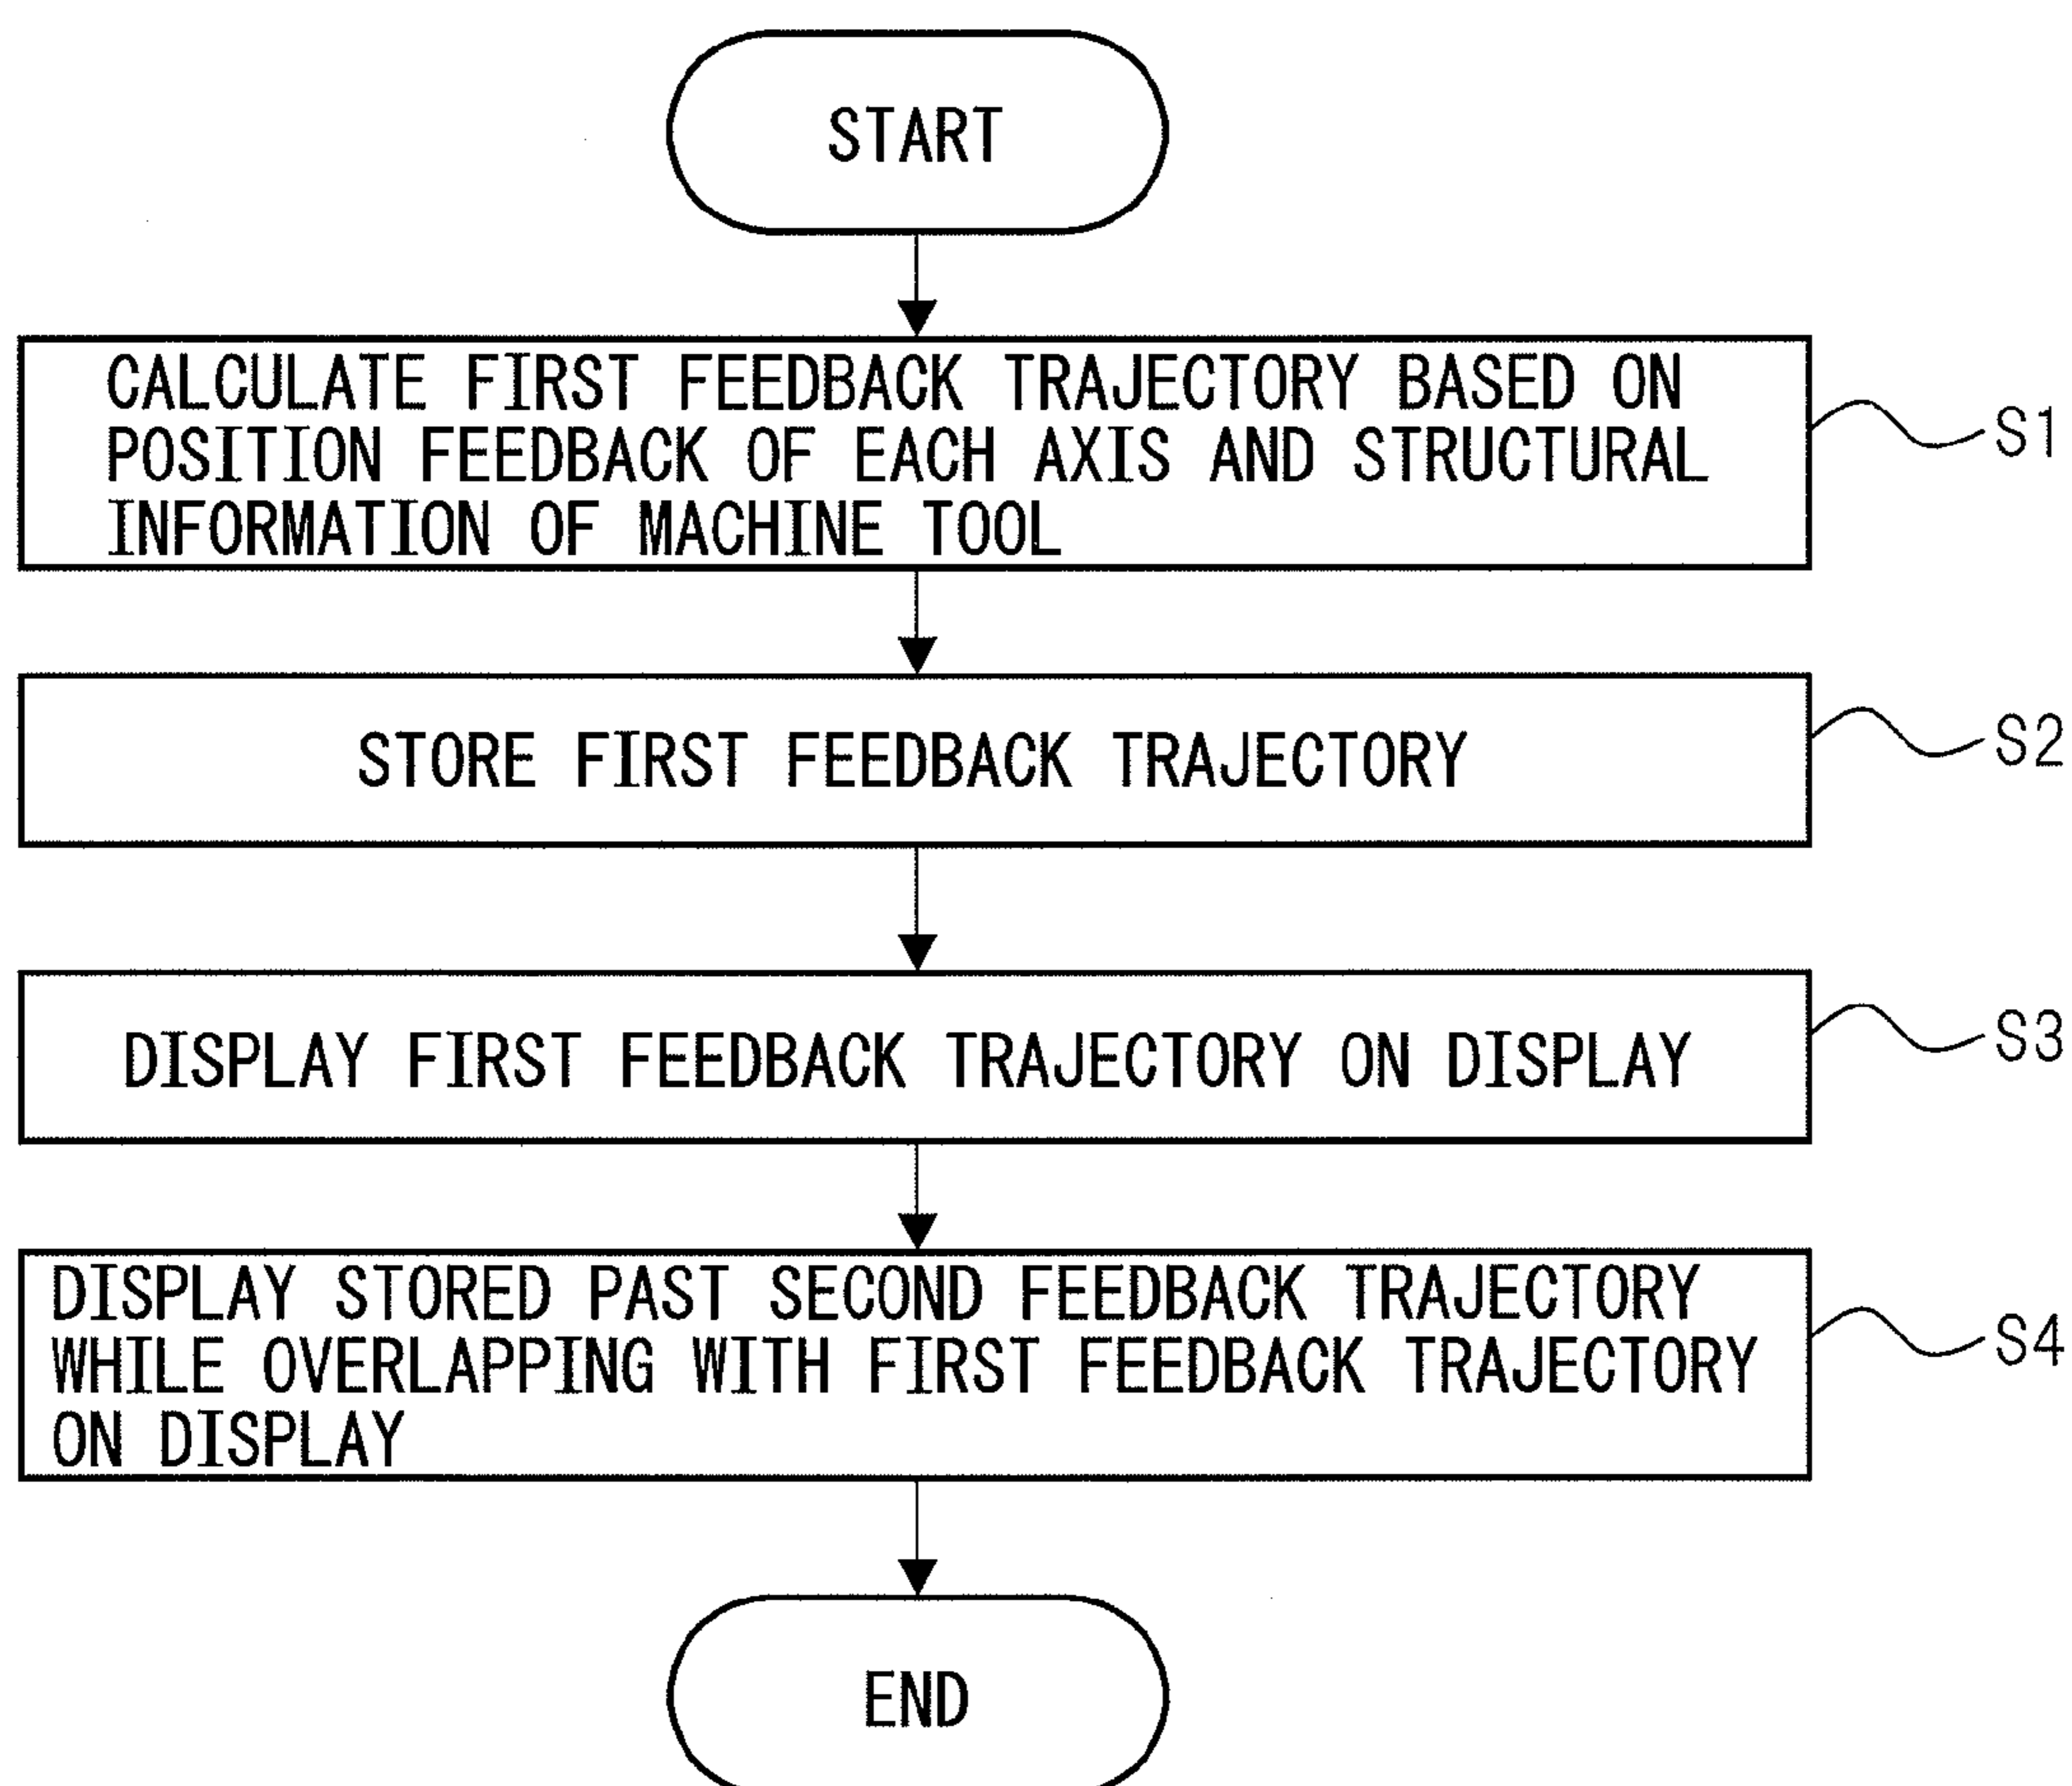 START
CALCULATE FIRST FEEDBACK TRAJECTORY BASED ON
POSITION FEEDBACK OF EACH AXIS AND STRUCTURAL
INFORMATION OF MACHINE TOOL
S1
STORE FIRST FEEDBACK TRAJECTORY
S2
DISPLAY FIRST FEEDBACK TRAJECTORY ON DISPLAY
S3
DISPLAY STORED PAST SECOND FEEDBACK TRAJECTORY
WHILE OVERLAPPING WITH FIRST FEEDBACK TRAJECTORY
ON DISPLAY
S4
END